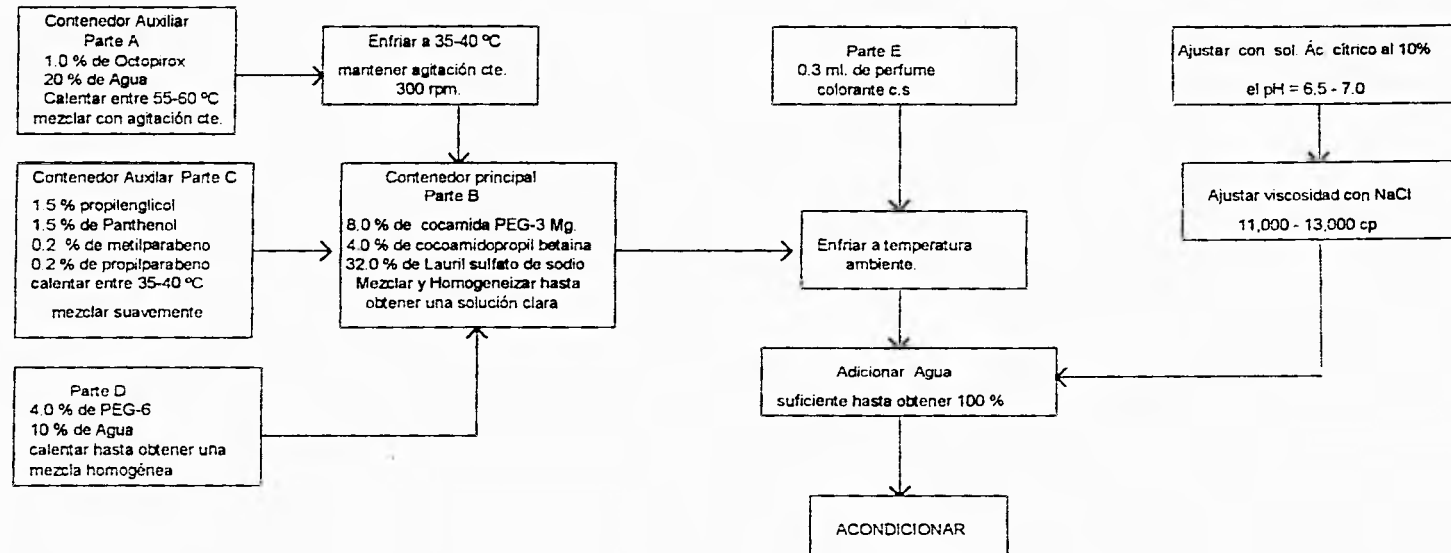 Contenedor Auxiliar
Parte A
1.0 % de Octopirox
20 % de Agua
Calentar entre 55-60 ºC
mezclar con agitación cte.
Enfriar a 35-40 ºC
mantener agitación cte.
300 rpm.
Contenedor Auxilar Parte C
1.5 % propilenglicol
1.5 % de Panthenol
0.2 % de metilparabeno
0.2 % de propilparabeno
calentar entre 35-40 ºC
mezclar suavemente
Contenedor principal
Parte B
8.0 % de cocamida PEG-3 Mg.
4.0 % de cocoamidopropil betaina
32.0 % de Lauril sulfato de sodio
Mezclar y Homogeneizar hasta
obtener una solución clara
Parte D
4.0 % de PEG-6
10 % de Agua
calentar hasta obtener una
mezcla homogénea
Parte E
0.3 ml. de perfume
colorante c.s
Enfriar a temperatura
ambiente.
Adicionar Agua
suficiente hasta obtener 100 %
ACONDICIONAR
Ajustar con sol. Ác. cítrico al 10%
el pH = 6.5 - 7.0
Ajustar viscosidad con NaCl
11,000 - 13,000 cp